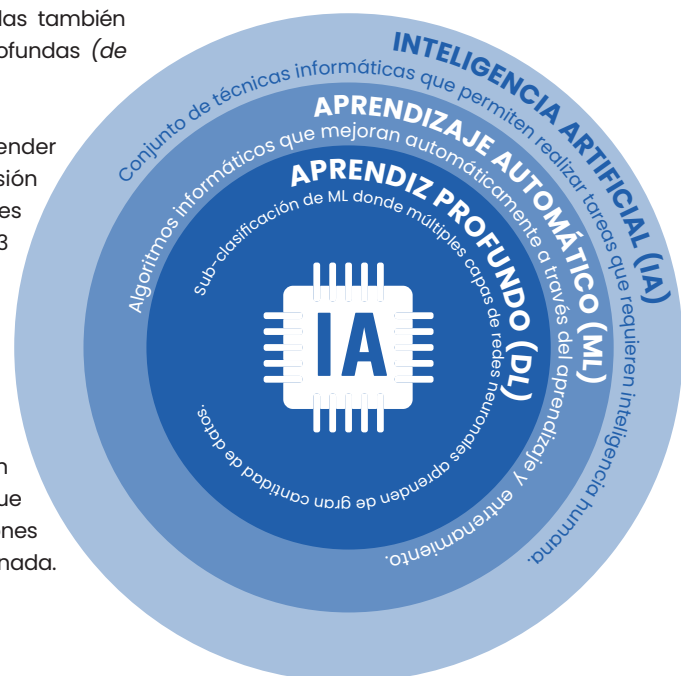 las también
ofundas (de
ender
sión
es
3
n
ue
ones
nada.
INTELIGENCIA ARTIFICIAL (IA)
Conjunto de técnicas informáticas que permiten realizar tareas que requieren inteligencia humana.
APRENDIZAJE AUTOMÁTICO (ML)
Algoritmos informáticos que mejoran automáticamente a través del aprendizaje y entrenamiento.
APRENDIZ PROFUNDO (DL)
Sub-clasificación de ML donde múltiples capas de redes neuronales aprenden de gran cantidad de datos.
IA